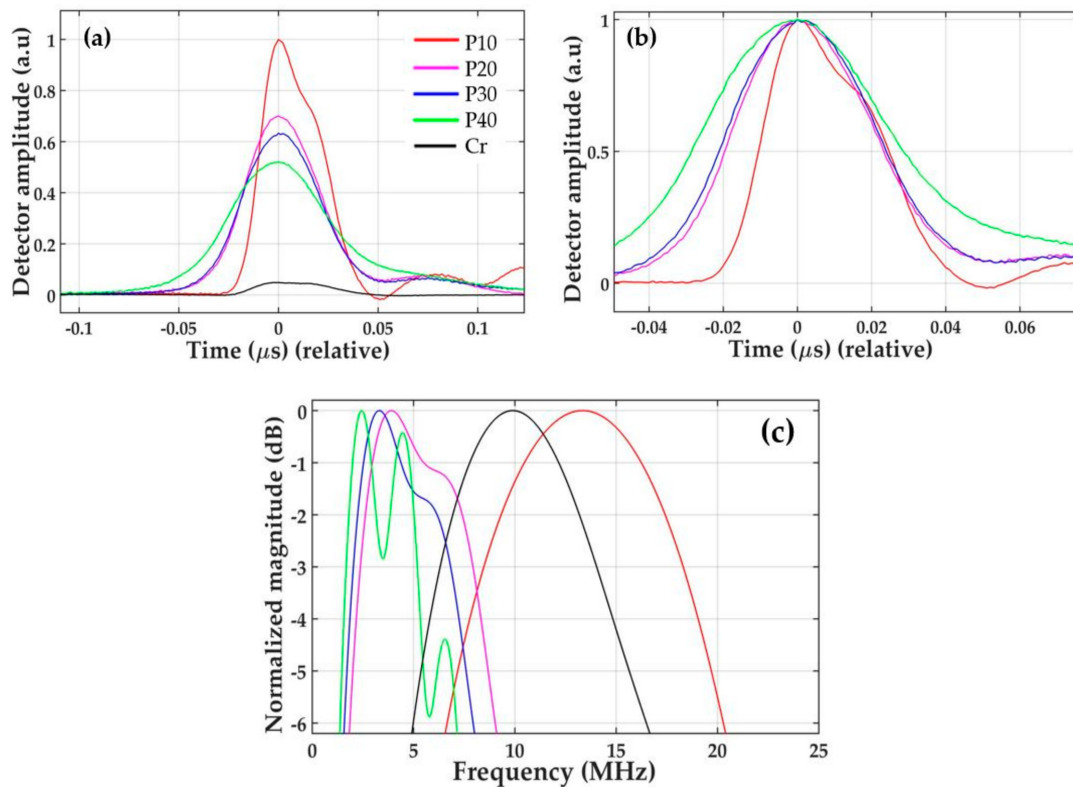 (a)
P10
P20
P30
P40
Cr
1
0.8
0.6
0.4
0.2
0
-0.1
-0.05
0
0.05
0.1
Detector amplitude (a.u)
Time (μs) (relative)
(b)
1
0.5
0
-0.04
-0.02
0
0.02
0.04
0.06
Detector amplitude (a.u)
Time (μs) (relative)
(c)
0
-1
-2
-3
-4
-5
-6
0
5
10
15
20
25
Normalized magnitude (dB)
Frequency (MHz)